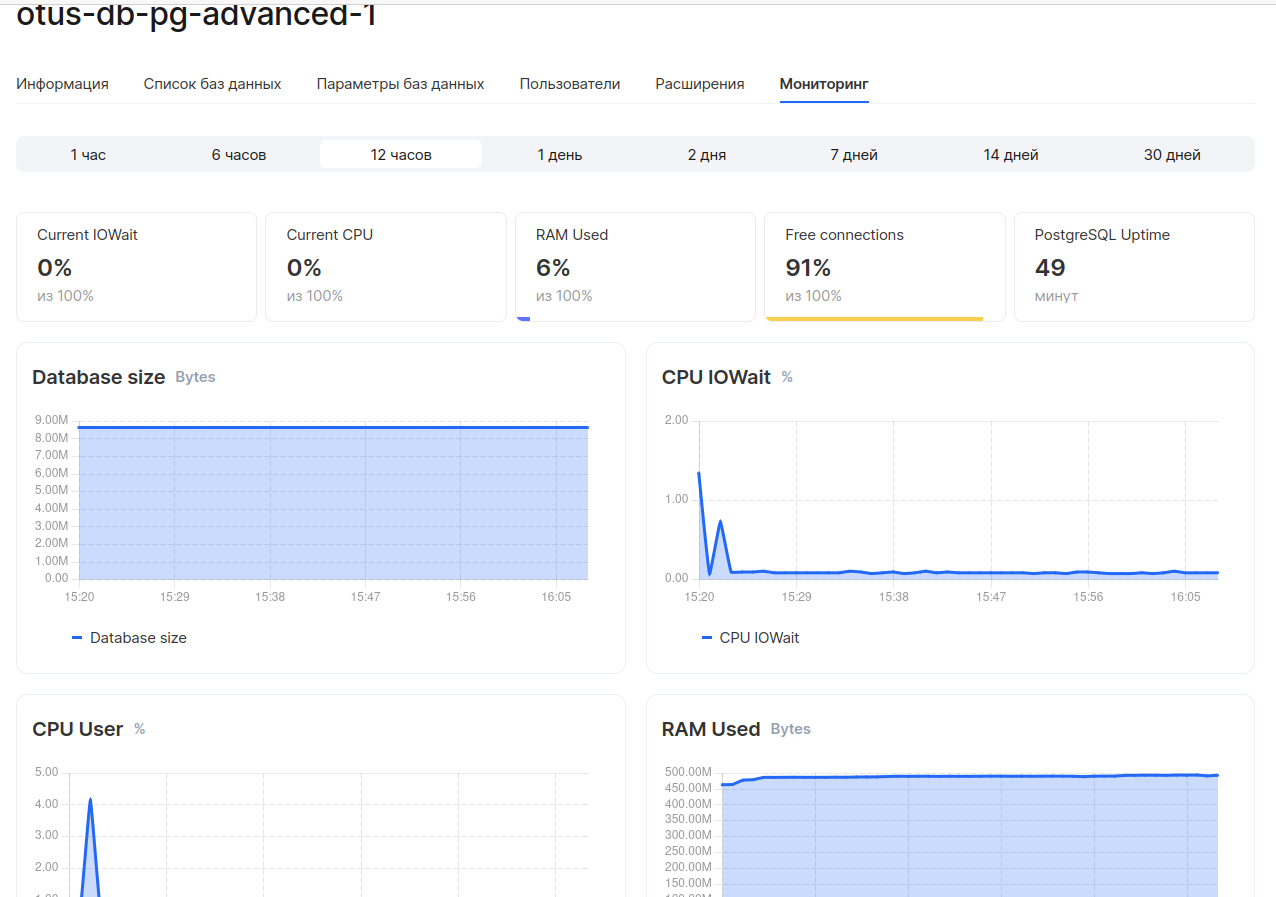 otus-db-pg-advanced-1
Информация Список баз данных Параметры баз данных Пользователи Расширения Мониторинг
1 час 6 часов 12 часов 1 день 2 дня 7 дней 14 дней 30 дней
Current IOWait Current CPU RAM Used Free connections PostgreSQL Uptime
0% 0% 6% 91% 49
из 100% из 100% из 100% из 100% минут
Database size Bytes
9.00M
8.00M
7.00M
6.00M
5.00M
4.00M
3.00M
2.00M
1.00M
0.00
15:20 15:29 15:38 15:47 15:56 16:05
Database size
CPU IOWait %
2.00
1.00
0.00
15:20 15:29 15:38 15:47 15:56 16:05
CPU IOWait
CPU User %
5.00
4.00
3.00
2.00
1.00
RAM Used Bytes
500.00M
450.00M
400.00M
350.00M
300.00M
250.00M
200.00M
150.00M
100.00M